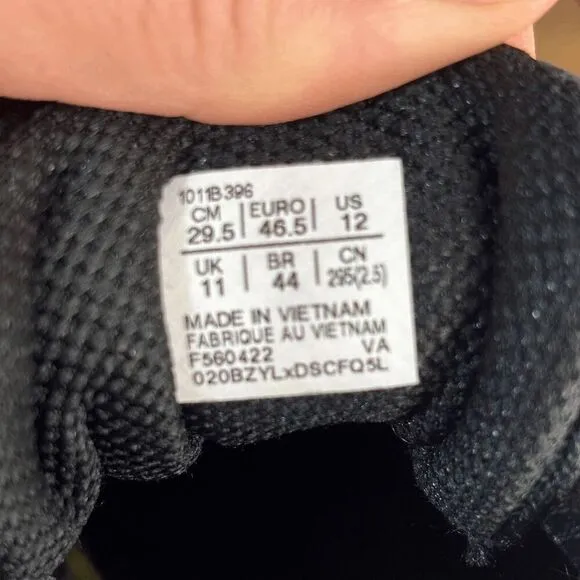 1011B396
CM | EURO | US
29.5 | 46.5 | 12
UK | BR | CN
11 | 44 | 295(2.5)
MADE IN VIETNAM
FABRIQUE AU VIETNAM
F560422 VA
020BZYLxDSCFQ5L